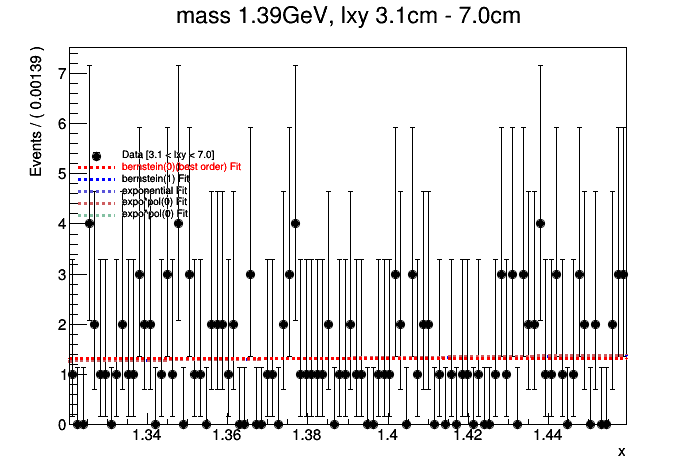 mass 1.39GeV, lxy 3.1cm - 7.0cm
Events / ( 0.00139 )
7
6
5
4
3
2
1
0
Data [3.1 < lxy < 7.0]
bernstein(0)(best order) Fit
bernstein(1) Fit
exponential Fit
expo*pol(0) Fit
expo*pol(0) Fit
1.34 1.36 1.38 1.4 1.42 1.44
x